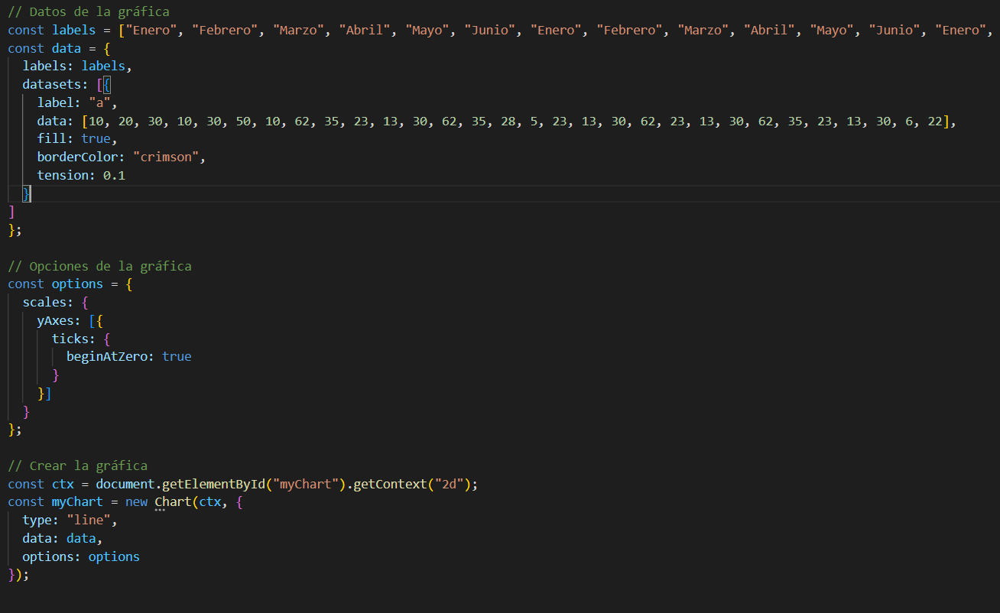 // Datos de la gráfica
const labels = ["Enero", "Febrero", "Marzo", "Abril", "Mayo", "Junio", "Enero", "Febrero", "Marzo", "Abril", "Mayo", "Junio", "Enero",
const data = {
  labels: labels,
  datasets: [{
    label: "a",
    data: [10, 20, 30, 10, 30, 50, 10, 62, 35, 23, 13, 30, 62, 35, 28, 5, 23, 13, 30, 62, 23, 13, 30, 62, 35, 23, 13, 30, 6, 22],
    fill: true,
    borderColor: "crimson",
    tension: 0.1
  }
]
};
// Opciones de la gráfica
const options = {
  scales: {
    yAxes: [{
      ticks: {
        beginAtZero: true
      }
    }]
  }
};
// Crear la gráfica
const ctx = document.getElementById("myChart").getContext("2d");
const myChart = new Chart(ctx, {
  type: "line",
  data: data,
  options: options
});